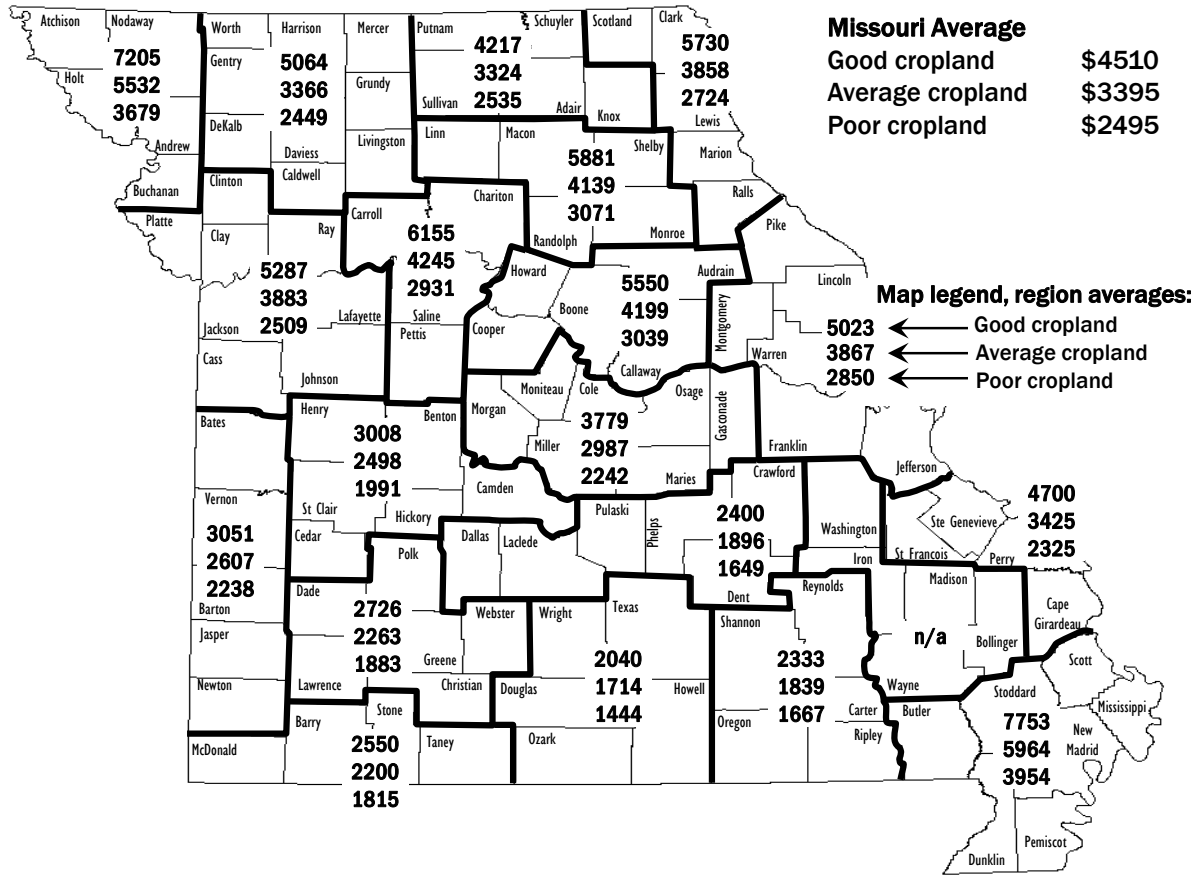 Missouri Average
Good cropland $4510
Average cropland $3395
Poor cropland $2495
Atchison
Nodaway
7205
5532
3679
Holt
Andrew
Buchanan
Worth
Harrison
Mercer
Gentry
5064
3366
2449
Grundy
DeKalb
Daviess
Livingston
Clinton
Caldwell
Putnam
Schuyler
4217
3324
2535
Sullivan
Adair
Scotland
Clark
5730
3858
2724
Knox
Lewis
Linn
Macon
Shelby
5881
4139
3071
Marion
Ralls
Chariton
Randolph
Monroe
Platte
Clay
Ray
5287
3883
2509
Lafayette
Jackson
Cass
Johnson
Carroll
6155
4245
2931
Saline
Pettis
Howard
Boone
Cooper
Audrain
5550
4199
3039
Callaway
Montgomery
Pike
Lincoln
Warren
Map legend, region averages:
5023 Good cropland
3867 Average cropland
2850 Poor cropland
Moniteau
Cole
Osage
Gasconade
Morgan
Miller
3779
2987
2242
Maries
Franklin
Jefferson
Henry
Benton
3008
2498
1991
St Clair
Hickory
Cedar
Camden
Bates
Vernon
3051
2607
2238
Barton
Jasper
Newton
McDonald
Pulaski
Phelps
Crawford
2400
1896
1649
Dent
Dallas
Laclede
Washington
Iron
Ste Genevieve
St Francois
Perry
4700
3425
2325
Cape
Girardeau
Polk
Dade
2726
2263
1883
Greene
Webster
Lawrence
Christian
Wright
Texas
2040
1714
1444
Douglas
Howell
Ozark
Shannon
Reynolds
2333
1839
1667
Oregon
Carter
Ripley
Madison
n/a
Bollinger
Wayne
Butler
Barry
Stone
Taney
2550
2200
1815
Scott
Stoddard
Mississippi
7753
5964
3954
New
Madrid
Pemiscot
Dunklin